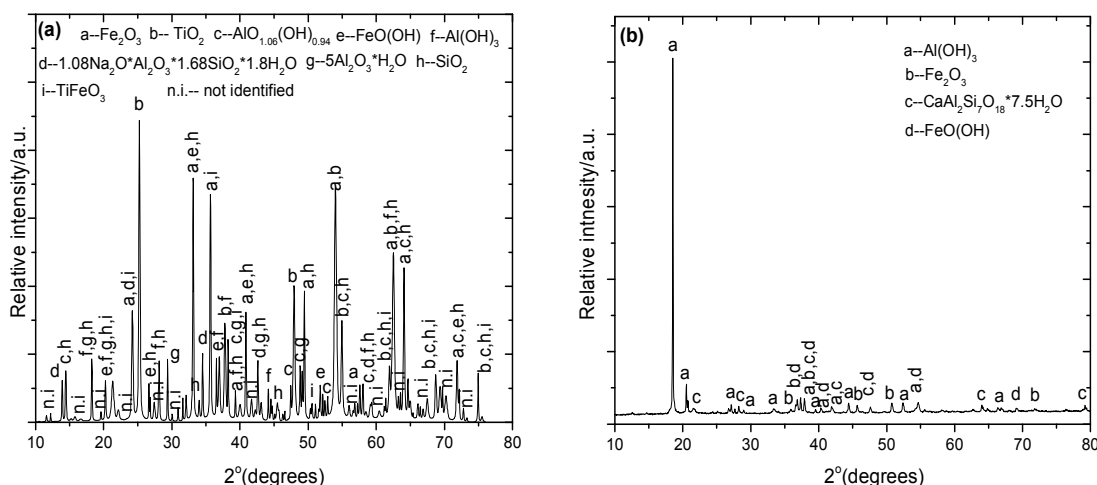 (a)
a--Fe2O3 b-- TiO2 c--AlO1.06(OH)0.94 e--FeO(OH) f--Al(OH)3
d--1.08Na2O*Al2O3*1.68SiO2*1.8H2O g--5Al2O3*H2O h--SiO2
i--TiFeO3 n.i.-- not identified
Relative intensity/a.u.
n.i
d
c,h
f,g,h
n.i
e,f,g,h,i
n.i
a,d,i
b
e,h
n.i
f,h
g
n.i
a,e,h
h
d
a,i
e,f
b,f
a,f,h
c,g,i
a,e,h
n.i
d,g,h
f
n.i
h
c
b
c,g
a,h
n.i
i
e
c
a,b
b,c,h
n.i
a
c,d,f,h
n.i
b,c,h,i
a,b,f,h
n.i
a,c,h
n.i
b,c,h,i
n.i
a,c,e,h
n.i
b,c,h,i
10 20 30 40 50 60 70 80
2°(degrees)
(b)
a--Al(OH)3
b--Fe2O3
c--CaAl2Si7O18*7.5H2O
d--FeO(OH)
Relative intnesity/a.u.
a
a
c
a
c
a
b
b,d
a,b,c,d
a
a,d
a,c
a
b
c,d
b
a
a,d
c
a
d
b
c
10 20 30 40 50 60 70 80
2°(degrees)